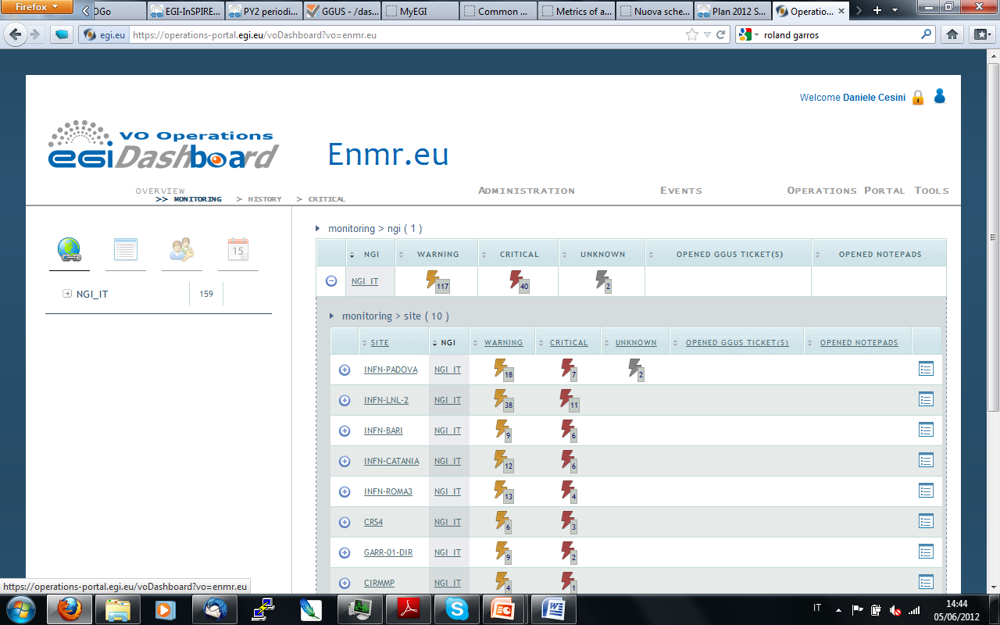 Firefox
OGo
EGI-InSPIRE...
PY2 periodi...
GGUS - /das...
MyEGI
Common ...
Metrics of a...
Nuova sche...
Plan 2012 S...
Operatio...
egi.eu https://operations-portal.egi.eu/voDashboard?vo=enmr.eu
roland garros
Welcome Daniele Cesini
VO Operations
egi Dashboard
Enmr.eu
OVERVIEW
>> MONITORING > HISTORY > CRITICAL
ADMINISTRATION EVENTS OPERATIONS PORTAL TOOLS
15
NGI_IT 159
monitoring > ngi ( 1 )
NGI WARNING CRITICAL UNKNOWN OPENED GGUS TICKET(S) OPENED NOTEPADS
NGI_IT 117 40 2
monitoring > site ( 10 )
SITE NGI WARNING CRITICAL UNKNOWN OPENED GGUS TICKET(S) OPENED NOTEPADS
INFN-PADOVA NGI_IT 18 7 2
INFN-LNL-2 NGI_IT 38 11
INFN-BARI NGI_IT 9 6
INFN-CATANIA NGI_IT 12 6
INFN-ROMA3 NGI_IT 13 4
CRS4 NGI_IT 6 3
GARR-01-DIR NGI_IT 9 2
CIRMMP NGI_IT 4 1
https://operations-portal.egi.eu/voDashboard?vo=enmr.eu
IT
14:44
05/06/2012